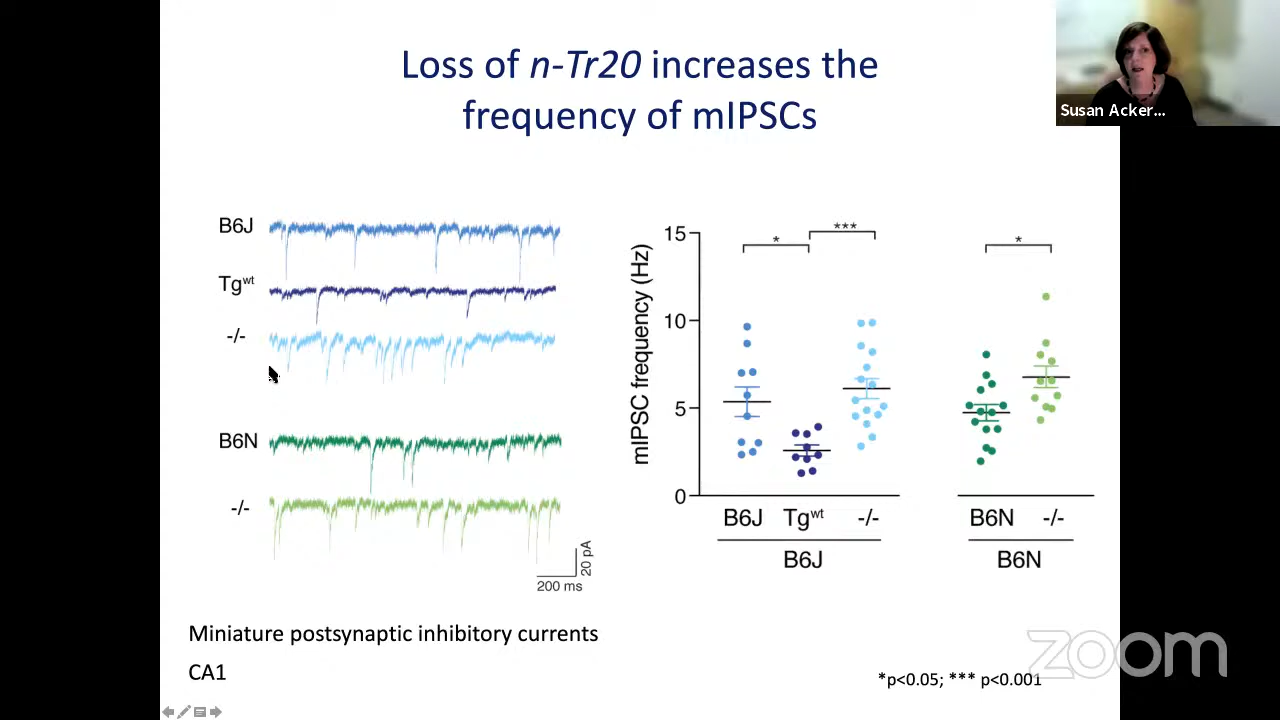 Loss of n-Tr20 increases the
frequency of mIPSCs
Susan Acker...
B6J
Tgwt
-/-
B6N
-/-
20 pA
200 ms
mIPSC frequency (Hz)
15
10
5
0
*
***
*
B6J Tgwt -/-
B6J
B6N -/-
B6N
Miniature postsynaptic inhibitory currents
CA1
*p<0.05; *** p<0.001
zoom